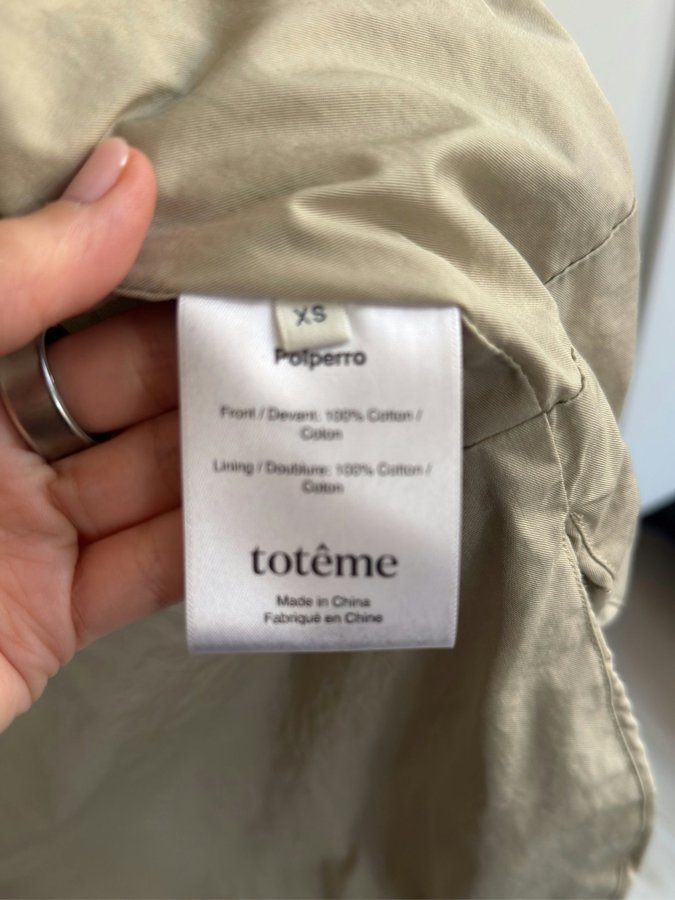 XS
Polperro
Front / Devant: 100% Cotton /
Coton
Lining / Doublure: 100% Cotton /
Coton
totême
Made in China
Fabriqué en Chine